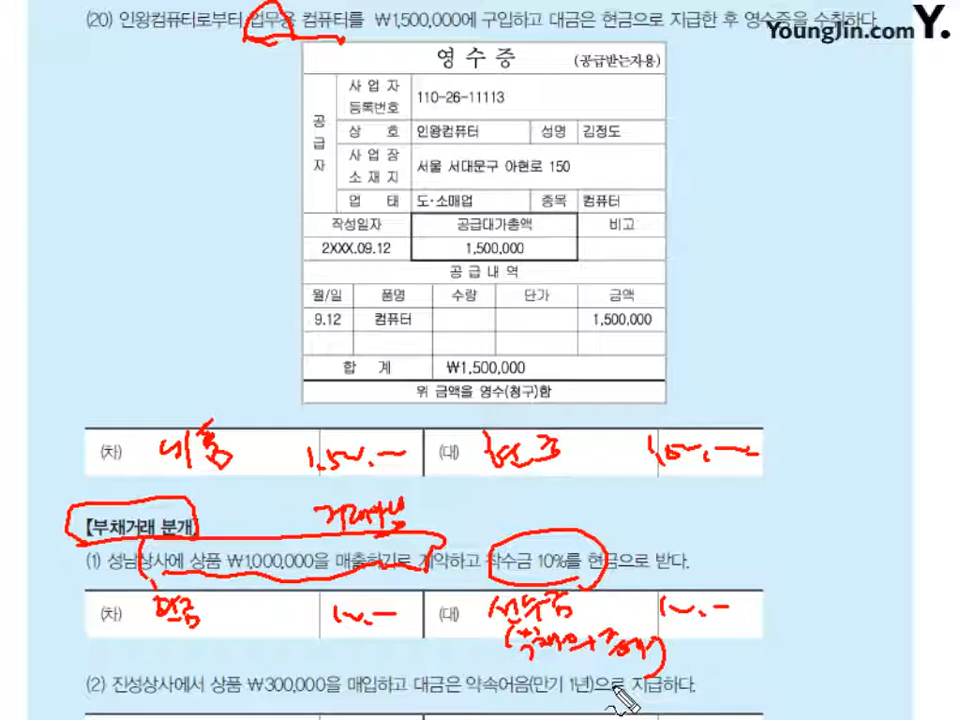 (20) 인왕컴퓨터로부터 업무용 컴퓨터를 ₩1,500,000에 구입하고 대금은 현금으로 지급한 후 영수증을 수취하다.
YoungJin.com Y.
영 수 증 (공급받는자용)
공급자
사업자등록번호 110-26-11113
상 호 인왕컴퓨터 성명 김정도
사업장소재지 서울 서대문구 아현로 150
업 태 도·소매업 종목 컴퓨터
작성일자 공급대가총액 비고
2XXX.09.12 1,500,000
공 급 내 역
월/일 품명 수량 단가 금액
9.12 컴퓨터 1,500,000
합 계 ₩1,500,000
위 금액을 영수(청구)함
(차) 비품 (대) 현금
【부채거래 분개】
(1) 성남상사에 상품 ₩1,000,000을 매출하기로 계약하고 착수금 10%를 현금으로 받다.
(차) 현금 (대) 선수금
(2) 진성상사에서 상품 ₩300,000을 매입하고 대금은 약속어음(만기 1년)으로 지급하다.